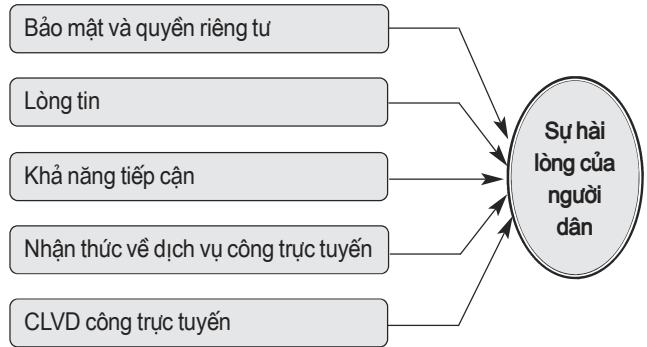 Bảo mật và quyền riêng tư
Lòng tin
Khả năng tiếp cận
Nhận thức về dịch vụ công trực tuyến
CLVD công trực tuyến
Sự hài
lòng của
người
dân